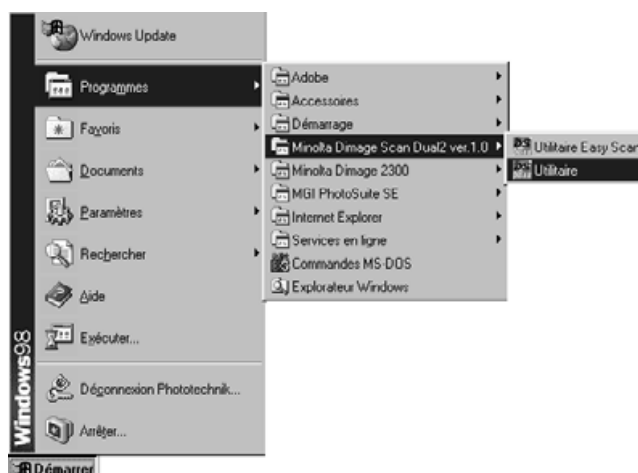 Windows Update
Programmes
Favoris
Documents
Paramètres
Rechercher
Aide
Exécuter...
Déconnexion Phototechnik...
Arrêter...
Windows98
Démarrer
Adobe
Accessoires
Démarrage
Minolta Dimage Scan Dual2 ver.1.0
Minolta Dimage 2300
MGI PhotoSuite SE
Internet Explorer
Services en ligne
Commandes MS-DOS
Explorateur Windows
Utilitaire Easy Scan
Utilitaire